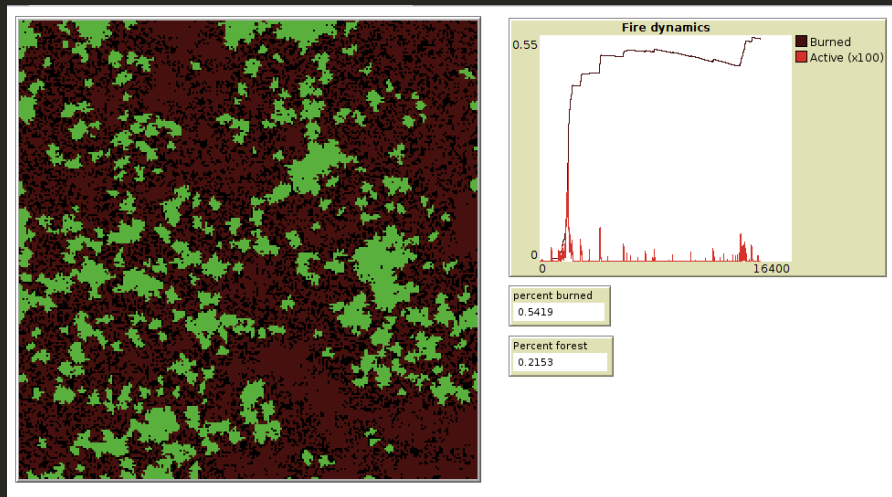 Fire dynamics
0.55
0
0
16400
Burned
Active (x100)
percent burned
0.5419
Percent forest
0.2153